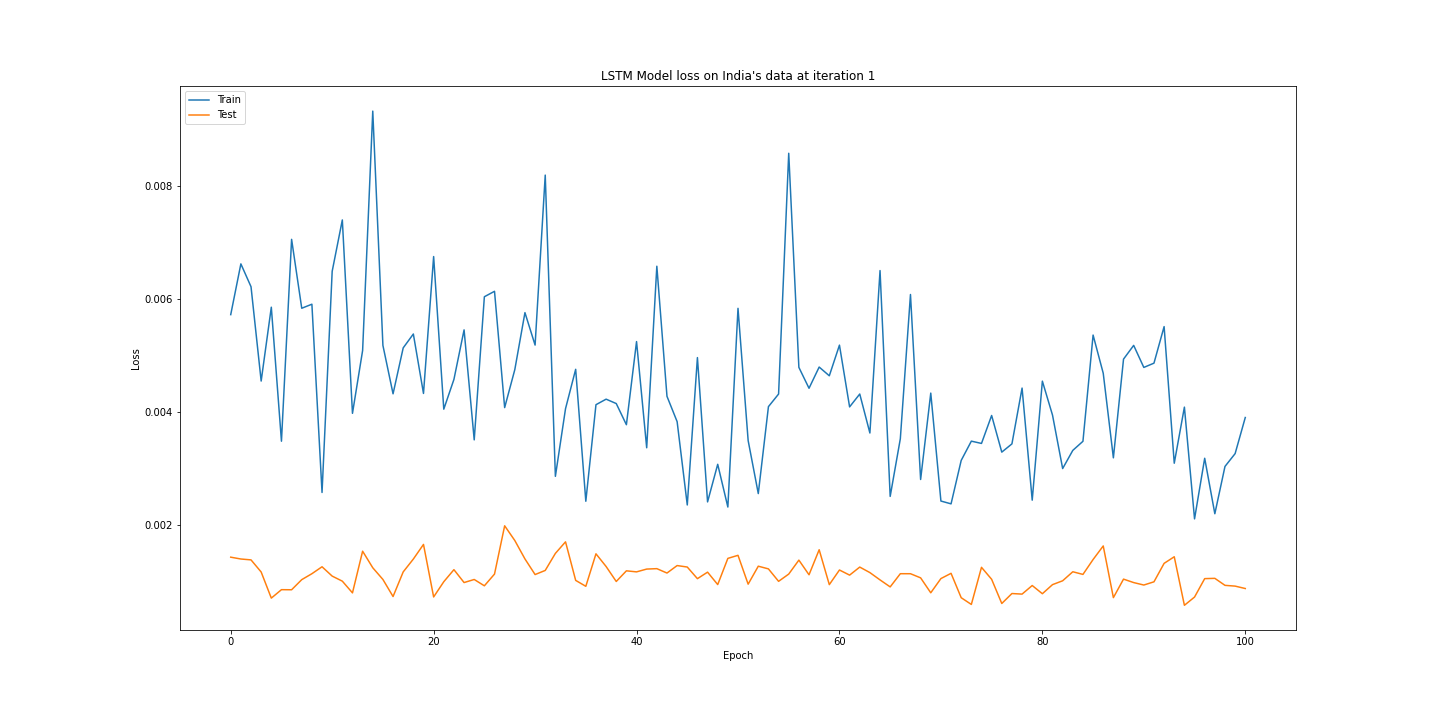 LSTM Model loss on India's data at iteration 1
Train
Test
0.008
0.006
0.004
0.002
Loss
0 20 40 60 80 100
Epoch